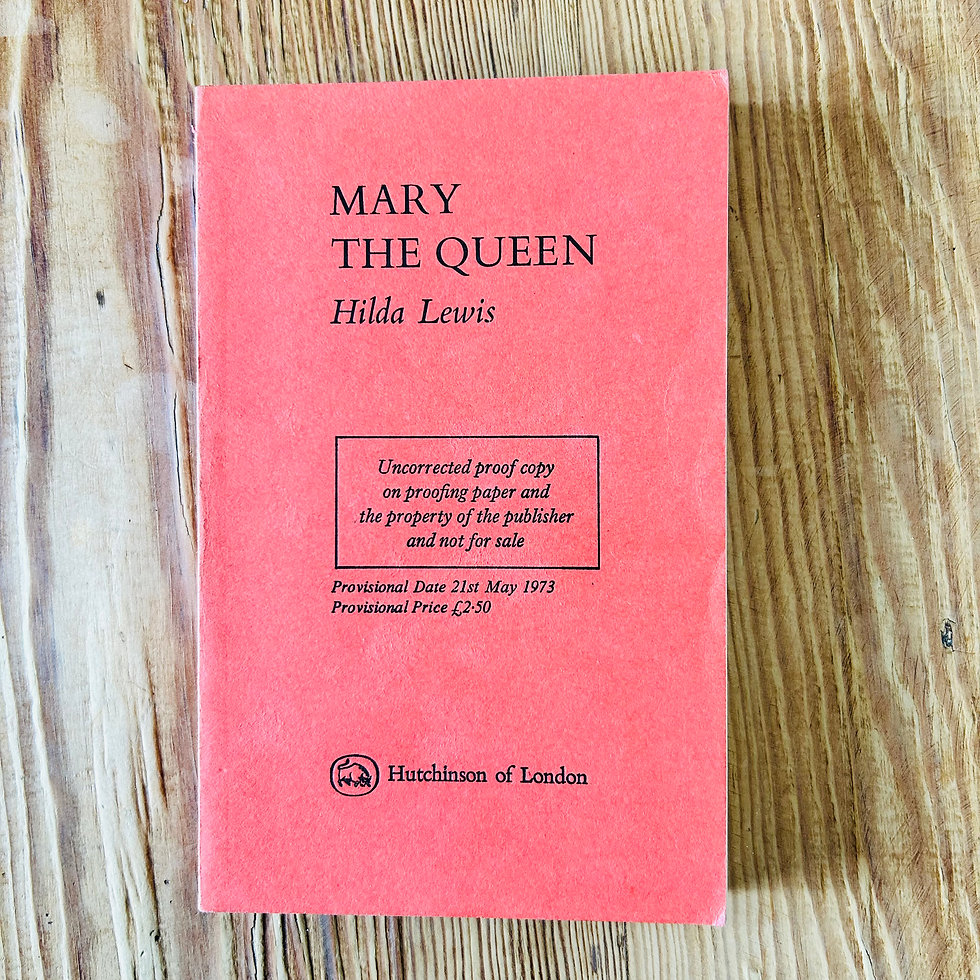 MARY
THE QUEEN
Hilda Lewis
Uncorrected proof copy
on proofing paper and
the property of the publisher
and not for sale
Provisional Date 21st May 1973
Provisional Price £2·50
Hutchinson of London